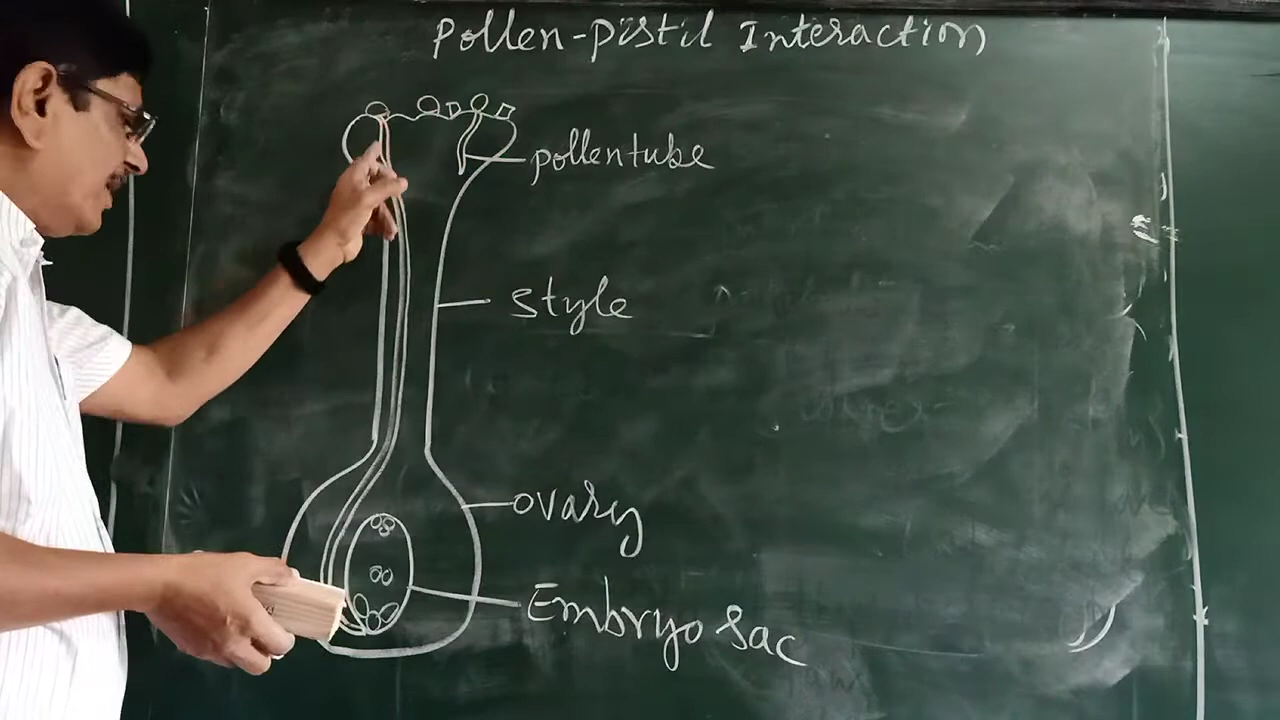 Pollen-Pistil Interaction
pollentube
style
ovary
Embryo sac